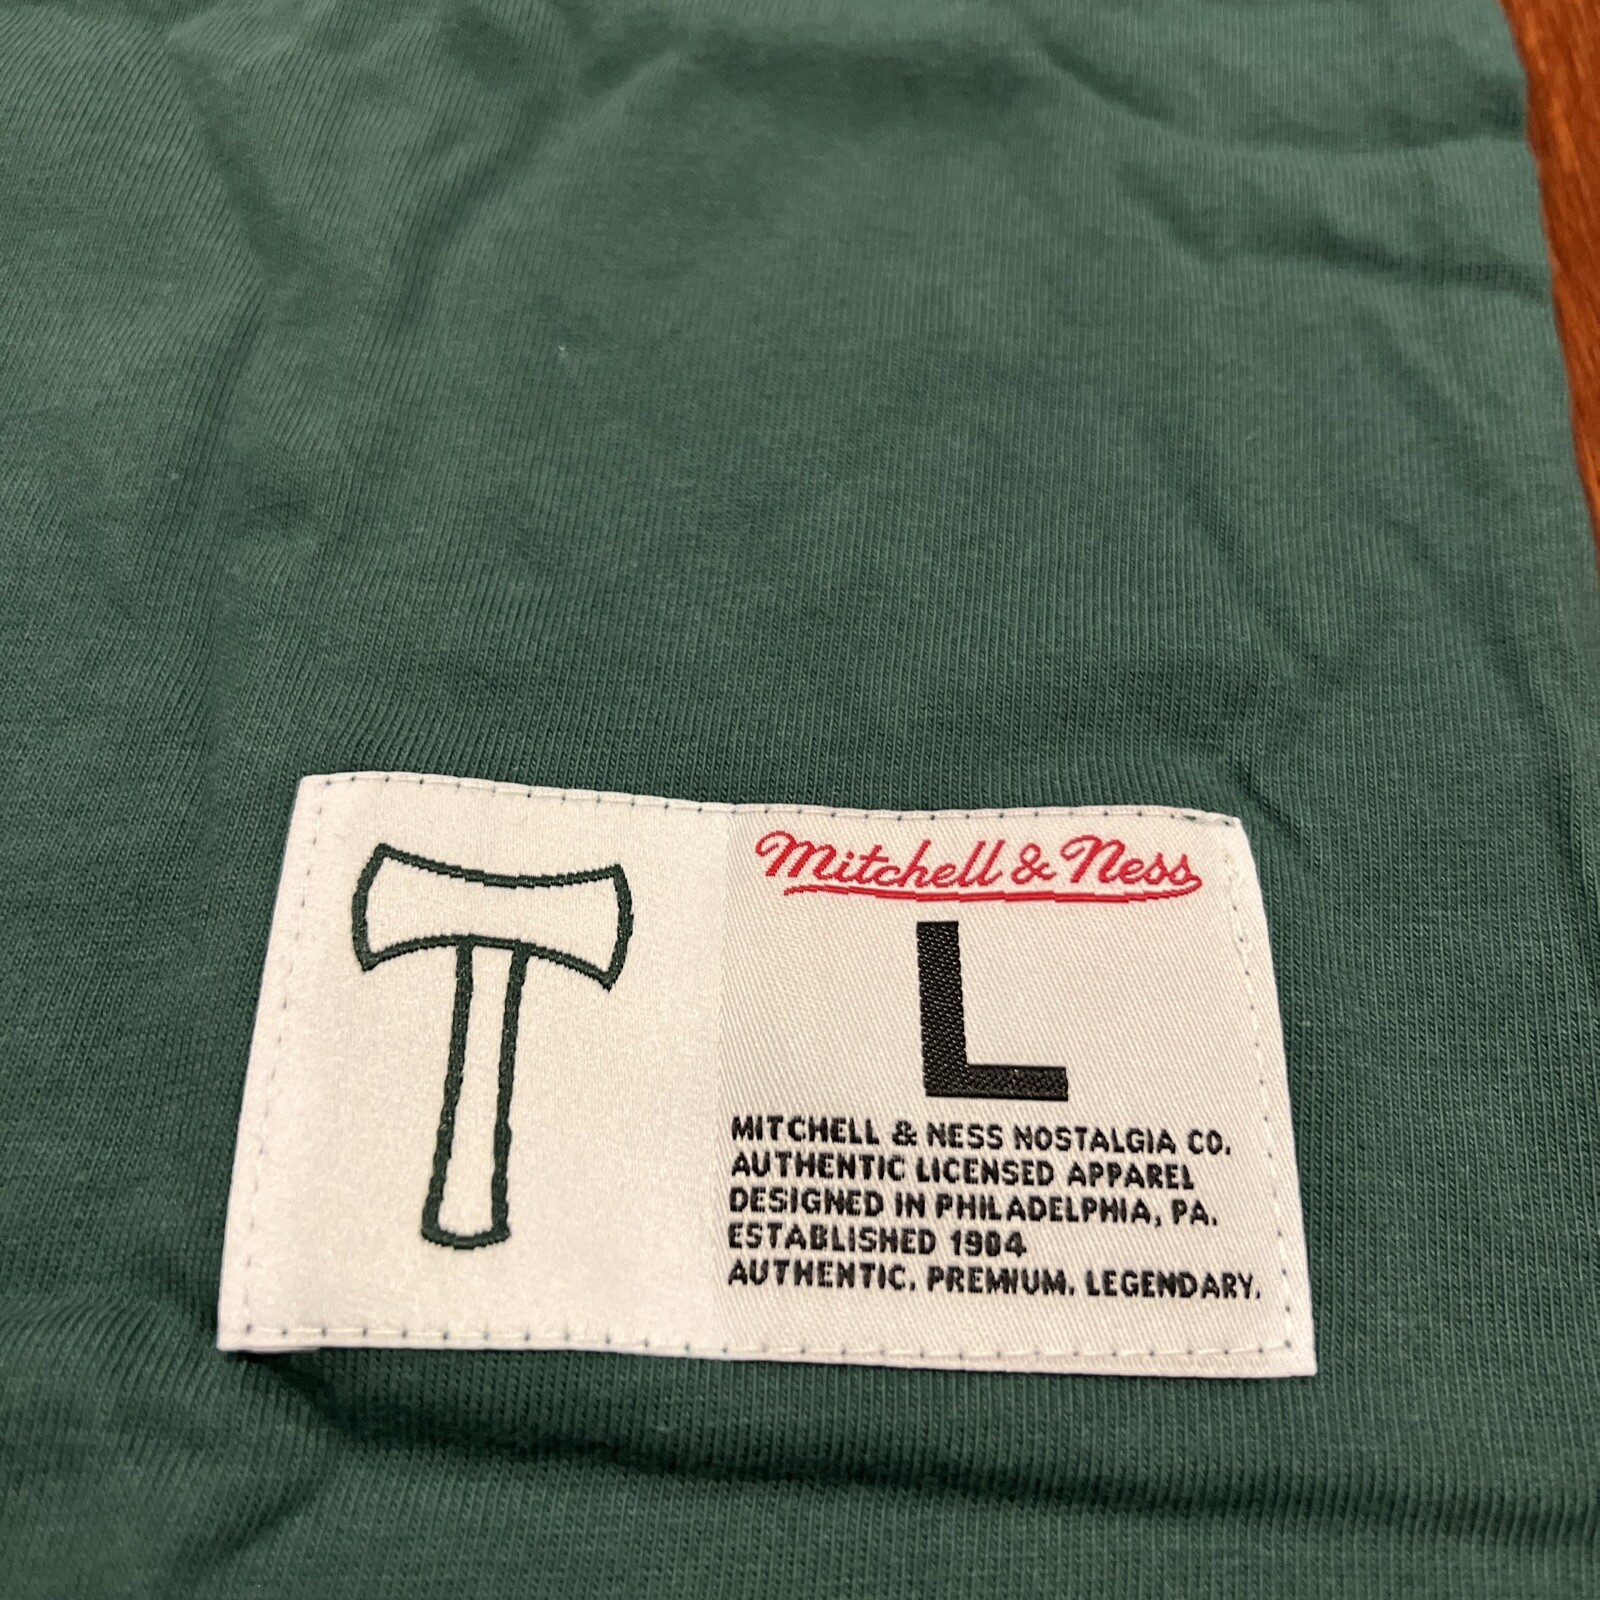 Mitchell & Ness
L
MITCHELL & NESS NOSTALGIA CO.
AUTHENTIC LICENSED APPAREL
DESIGNED IN PHILADELPHIA, PA.
ESTABLISHED 1904
AUTHENTIC. PREMIUM. LEGENDARY.